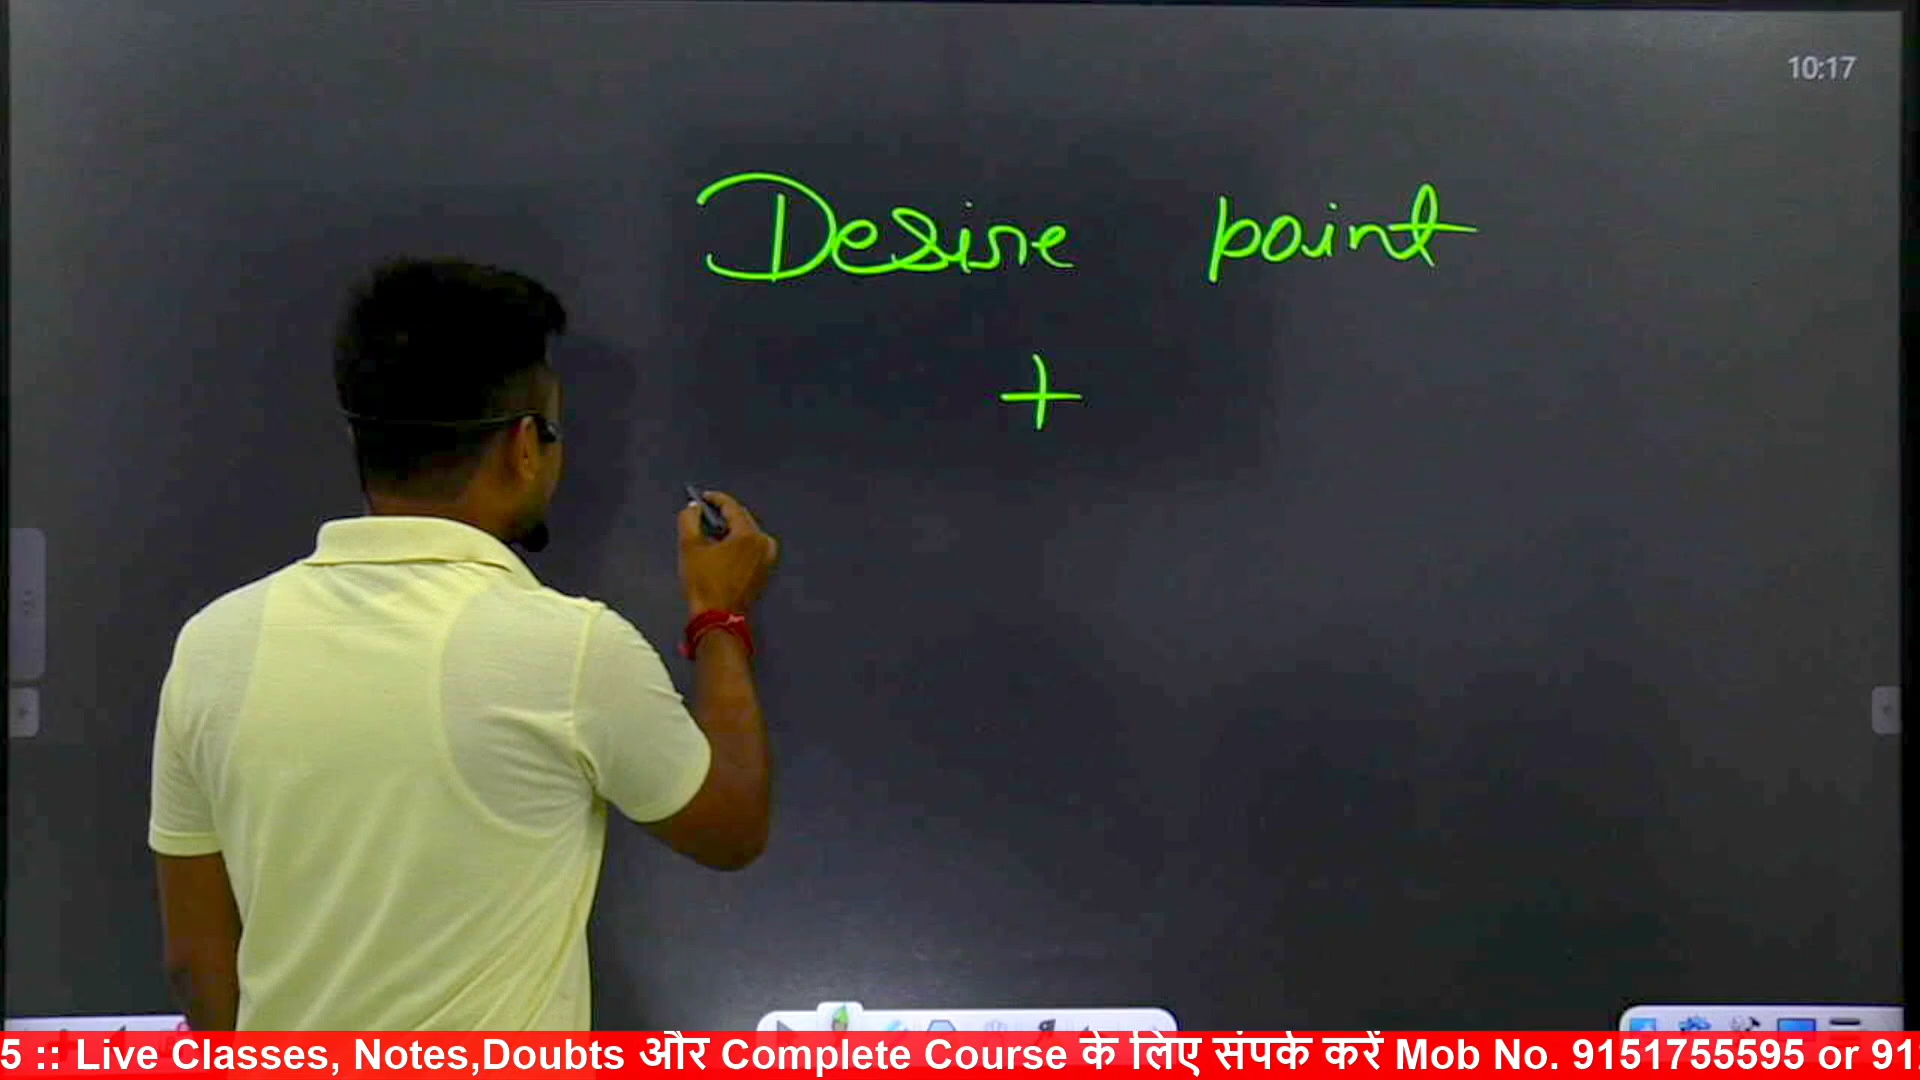 10:17
Desire point
+
5 :: Live Classes, Notes,Doubts और Complete Course के लिए संपर्क करें Mob No. 9151755595 or 91